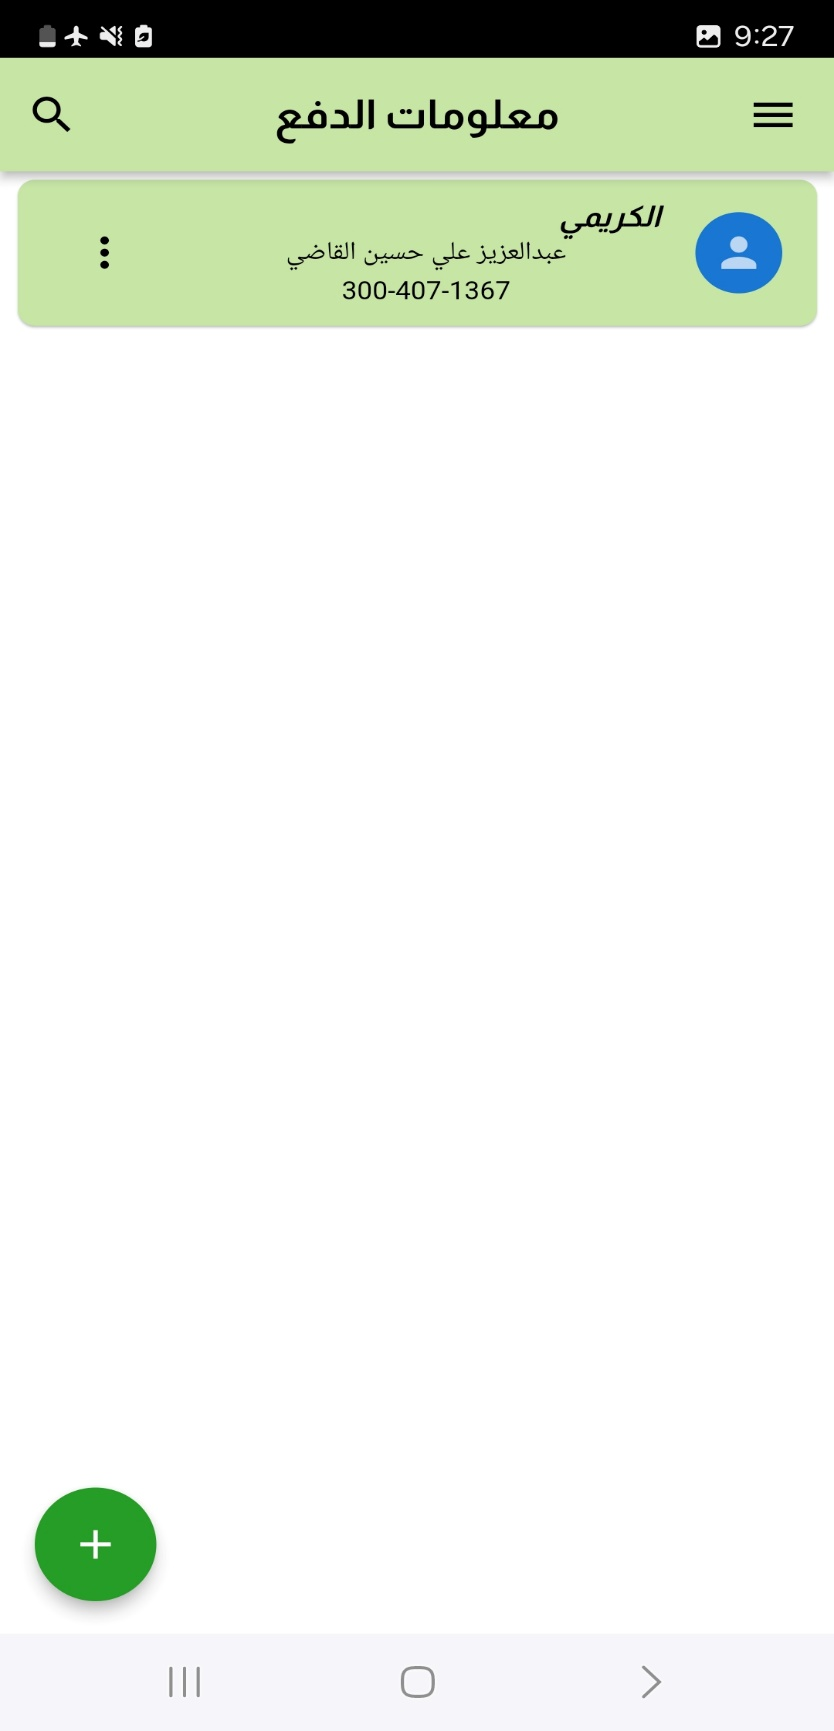 9:27
معلومات الدفع
الكريمي
عبدالعزيز علي حسين القاضي
300-407-1367